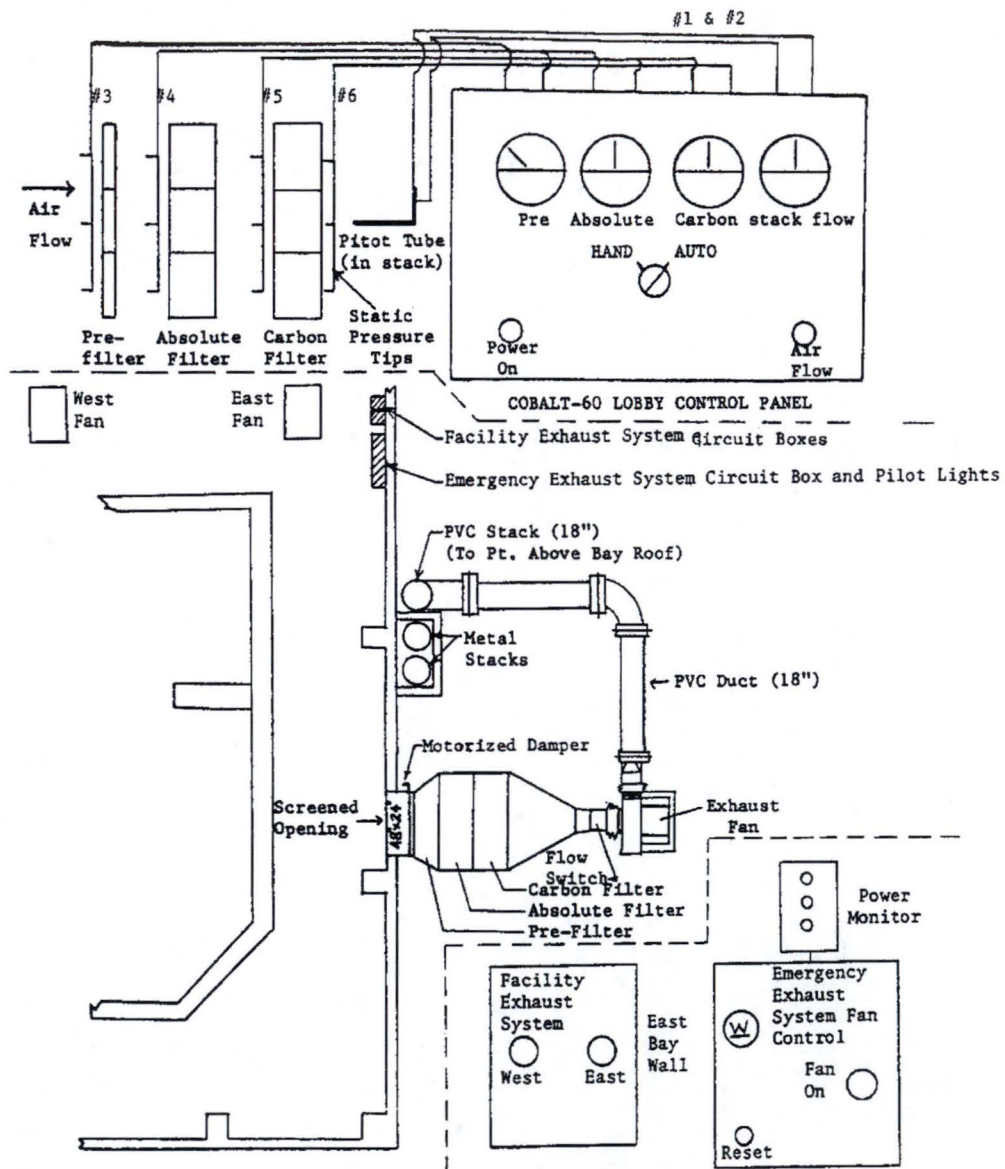 #1 & #2
#3
#4
#5
#6
Air
Flow
Pre-
filter
Absolute
Filter
Carbon
Filter
Pitot Tube
(in stack)
Static
Pressure
Tips
Pre
Absolute
Carbon
stack flow
HAND
AUTO
Power
On
Air
Flow
COBALT-60 LOBBY CONTROL PANEL
West
Fan
East
Fan
Facility Exhaust System Circuit Boxes
Emergency Exhaust System Circuit Box and Pilot Lights
PVC Stack (18")
(To Pt. Above Bay Roof)
Metal
Stacks
PVC Duct (18")
Motorized Damper
Screened
Opening
48"x24"
Exhaust
Fan
Flow
Switch
Carbon Filter
Absolute Filter
Pre-Filter
Power
Monitor
Facility
Exhaust
System
West
East
East
Bay
Wall
Emergency
Exhaust
System Fan
Control
W
Fan
On
Reset